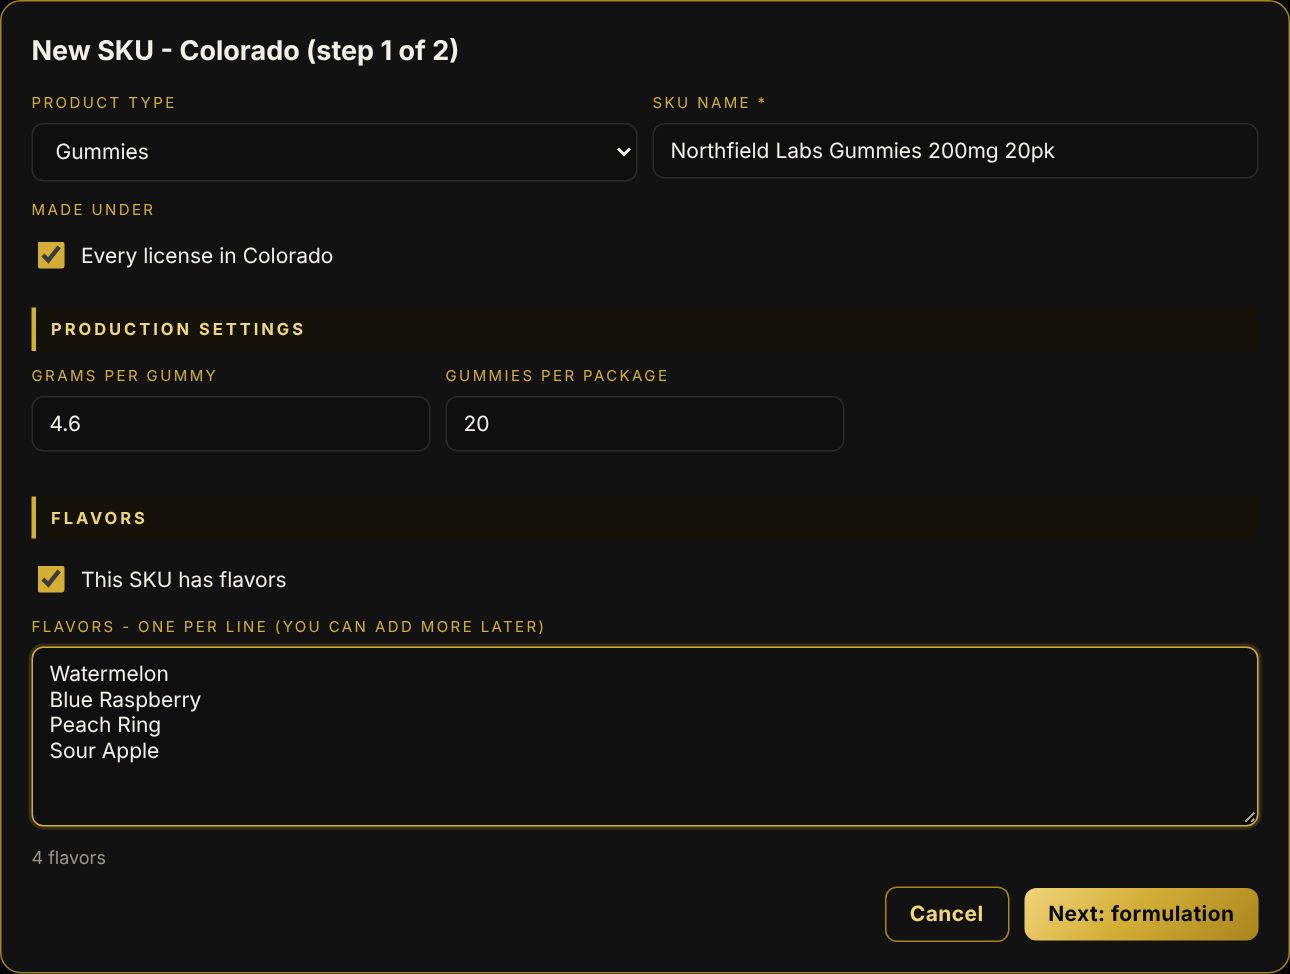 New SKU - Colorado (step 1 of 2)
PRODUCT TYPE
SKU NAME *
Gummies
Northfield Labs Gummies 200mg 20pk
MADE UNDER
Every license in Colorado
PRODUCTION SETTINGS
GRAMS PER GUMMY
GUMMIES PER PACKAGE
4.6
20
FLAVORS
This SKU has flavors
FLAVORS - ONE PER LINE (YOU CAN ADD MORE LATER)
Watermelon
Blue Raspberry
Peach Ring
Sour Apple
4 flavors
Cancel
Next: formulation